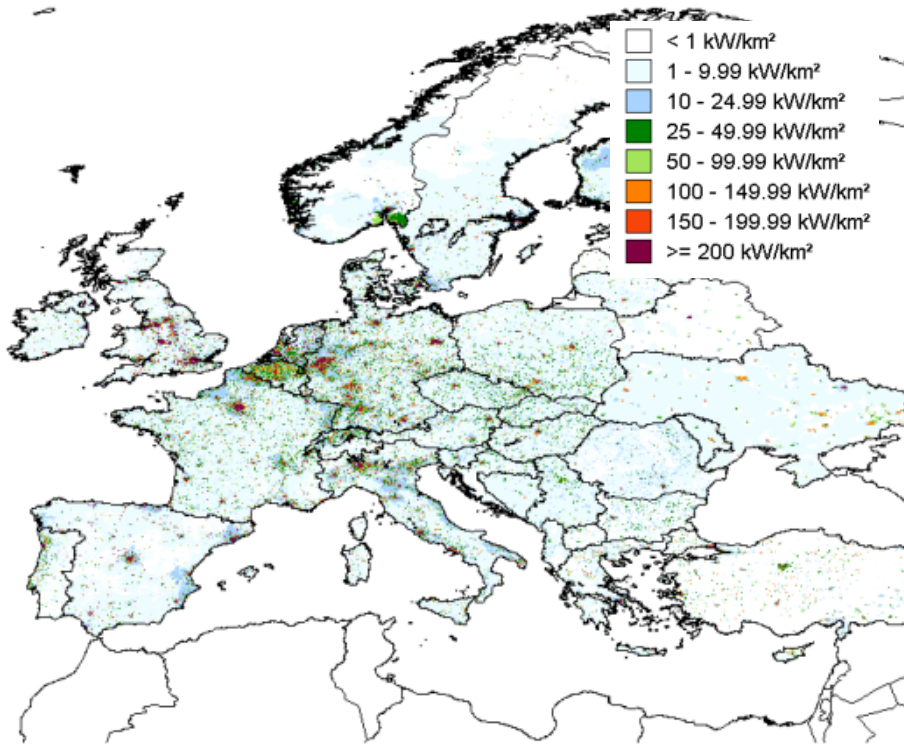 < 1 kW/km²
1 - 9.99 kW/km²
10 - 24.99 kW/km²
25 - 49.99 kW/km²
50 - 99.99 kW/km²
100 - 149.99 kW/km²
150 - 199.99 kW/km²
>= 200 kW/km²